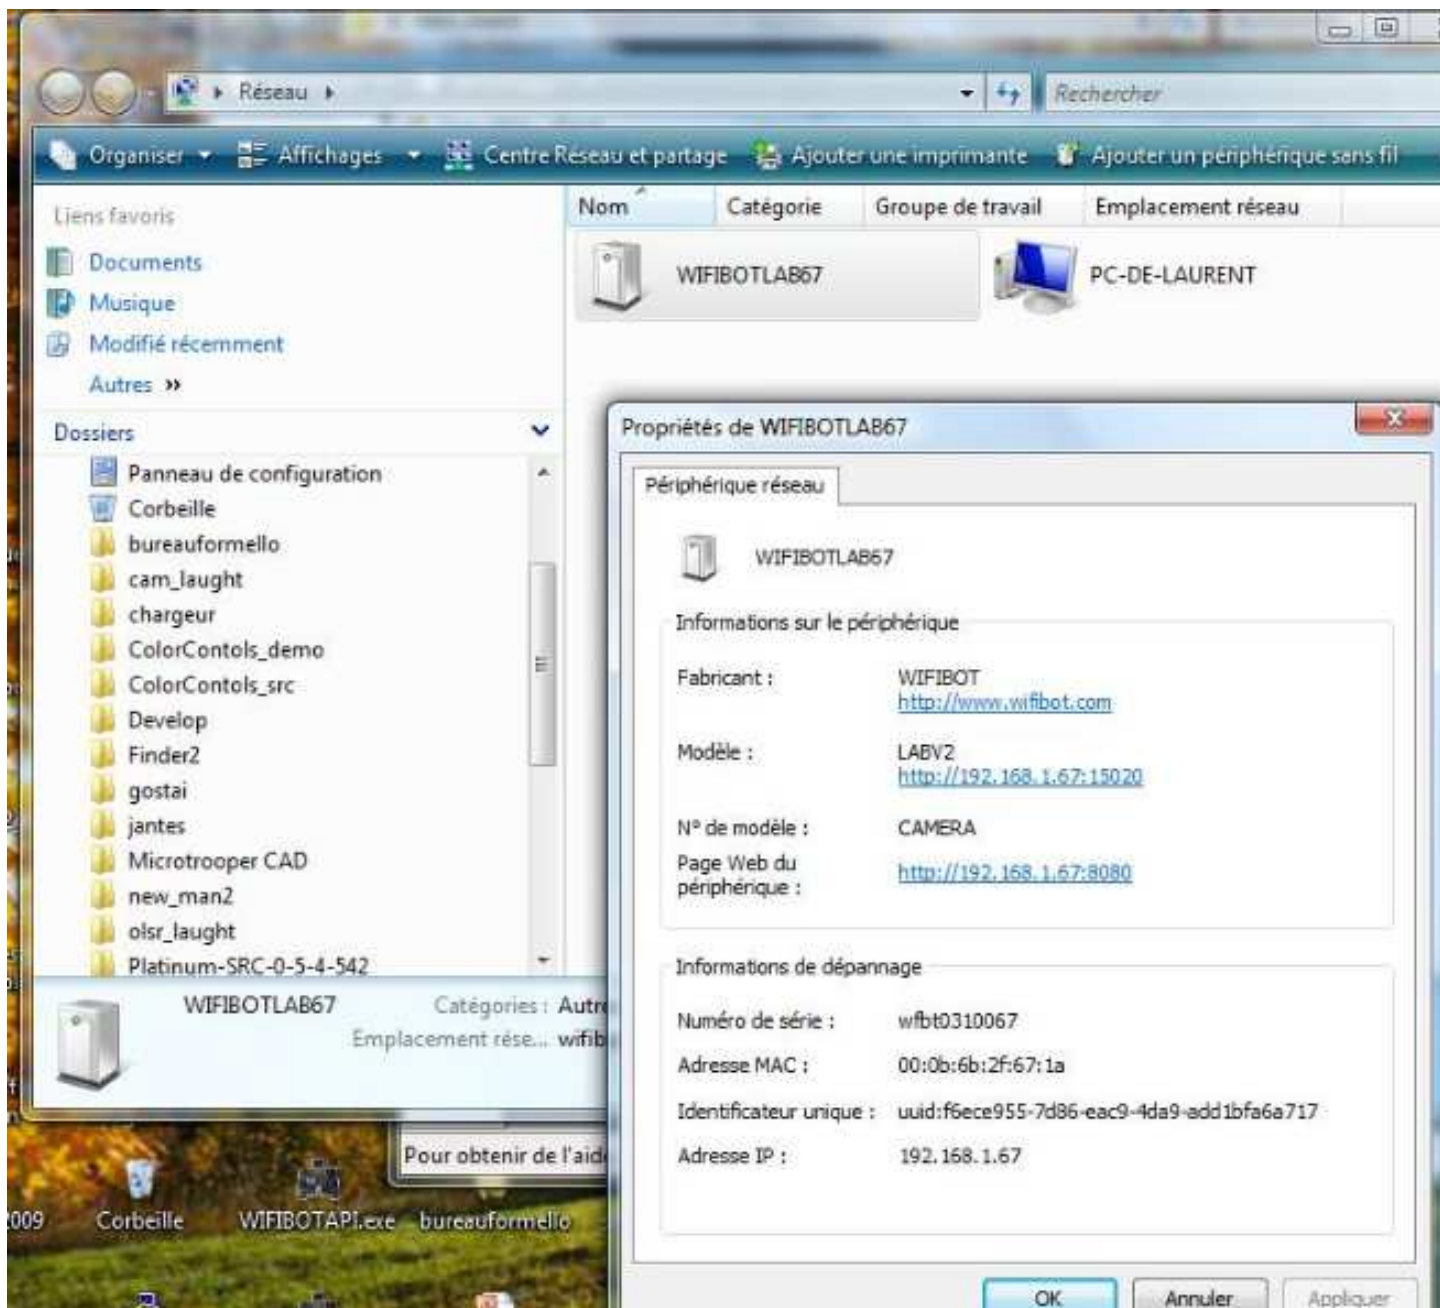 Réseau
Rechercher
Organiser Affichages Centre Réseau et partage Ajouter une imprimante Ajouter un périphérique sans fil
Liens favoris
Documents
Musique
Modifié récemment
Autres »
Nom Catégorie Groupe de travail Emplacement réseau
WIFIBOTLAB67 PC-DE-LAURENT
Dossiers
Panneau de configuration
Corbeille
bureauformello
cam_laught
chargeur
ColorContols_demo
ColorContols_src
Develop
Finder2
gostai
jantes
Microtrooper CAD
new_man2
olsr_laught
Platinum-SRC-0-5-4-542
WIFIBOTLAB67 Catégories : Autre
Emplacement rése... wifib
Propriétés de WIFIBOTLAB67
Périphérique réseau
WIFIBOTLAB67
Informations sur le périphérique
Fabricant : WIFIBOT
http://www.wifibot.com
Modèle : LABV2
http://192.168.1.67:15020
N° de modèle : CAMERA
Page Web du
périphérique : http://192.168.1.67:8080
Informations de dépannage
Numéro de série : wfbt0310067
Adresse MAC : 00:0b:6b:2f:67:1a
Identificateur unique : uuid:f6ece955-7d86-eac9-4da9-add1bfa6a717
Adresse IP : 192.168.1.67
OK Annuler Appliquer
Pour obtenir de l'aid
2009 Corbeille WIFIBOTAPI.exe bureauformello